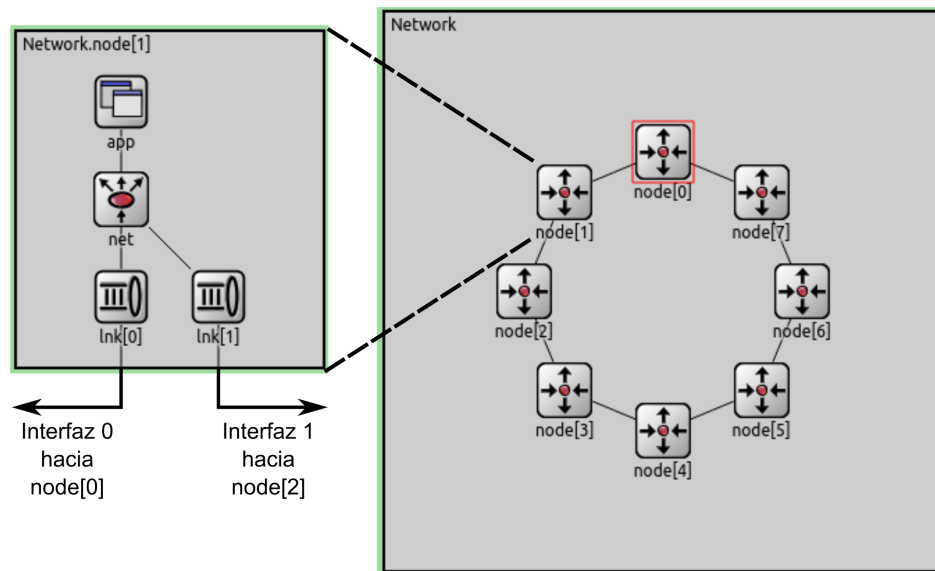 Network.node[1]
app
net
lnk[0]
lnk[1]
Interfaz 0
hacia
node[0]
Interfaz 1
hacia
node[2]
Network
node[0]
node[1]
node[7]
node[2]
node[6]
node[3]
node[5]
node[4]